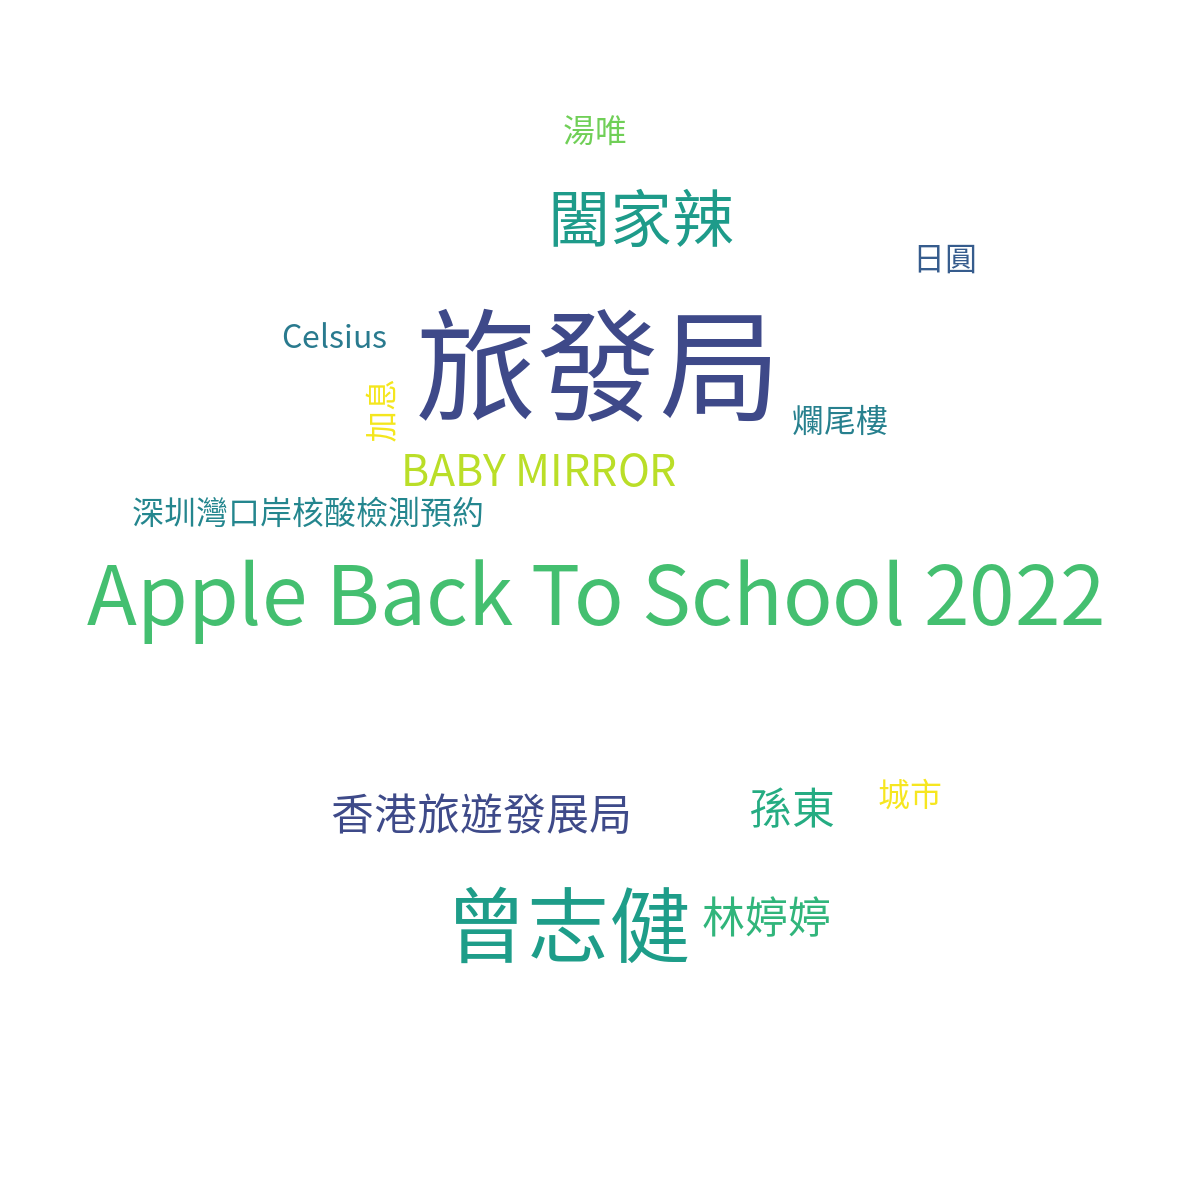 湯唯
闔家辣
日圓
旅發局
Celsius
加息
爛尾樓
BABY MIRROR
深圳灣口岸核酸檢測預約
Apple Back To School 2022
香港旅遊發展局
孫東
城市
曾志健
林婷婷